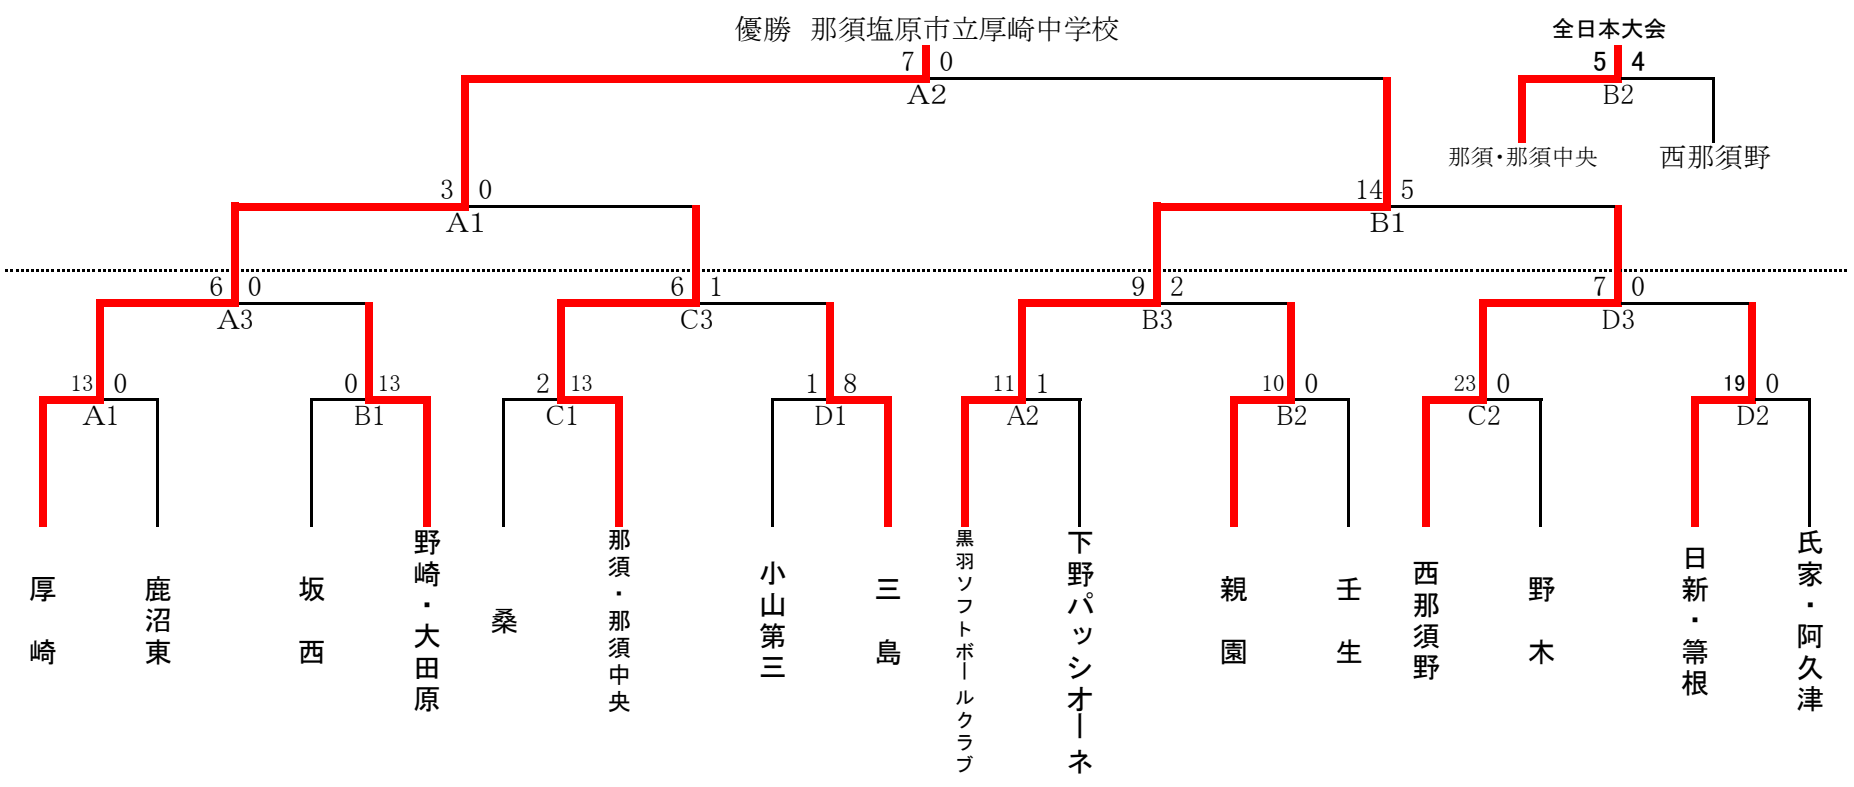 優勝 那須塩原市立厚崎中学校
全日本大会
7 0
5 4
A2
B2
那須・那須中央
西那須野
3 0
14 5
A1
B1
6 0
6 1
9 2
7 0
A3
C3
B3
D3
13 0
0 13
2 13
1 8
11 1
10 0
23 0
19 0
A1
B1
C1
D1
A2
B2
C2
D2
厚崎
鹿沼東
坂西
野崎・大田原
桑
那須・那須中央
小山第三
三島
黒羽ソフトボールクラブ
下野パッシオーネ
親園
壬生
西那須野
野木
日新・箒根
氏家・阿久津